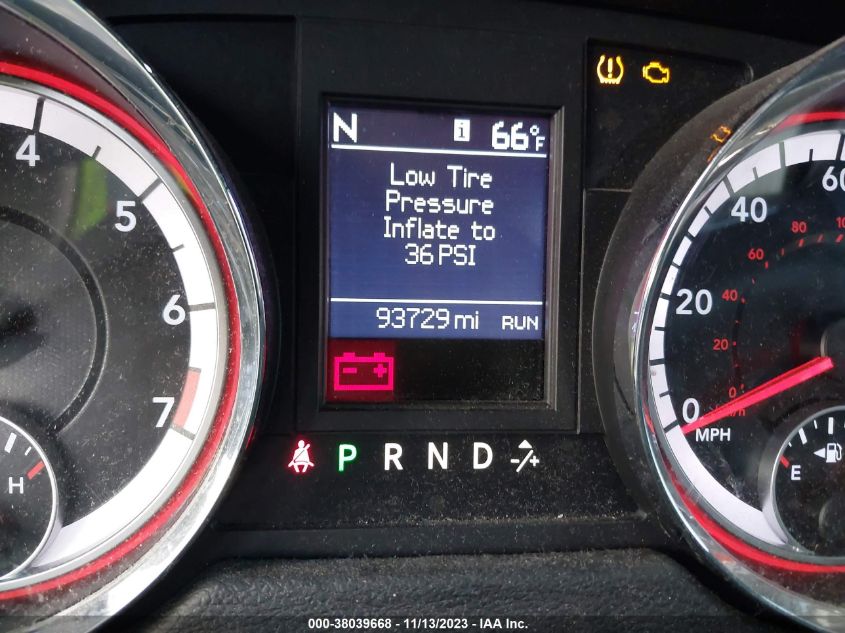 N i 66°F
Low Tire
Pressure
Inflate to
36 PSI
93729 mi RUN
- +
P R N D -/+
4
5
6
7
H
0
20
40
60
MPH
0
20
40
60
80
km/h
E
000-38039668 - 11/13/2023 - IAA Inc.